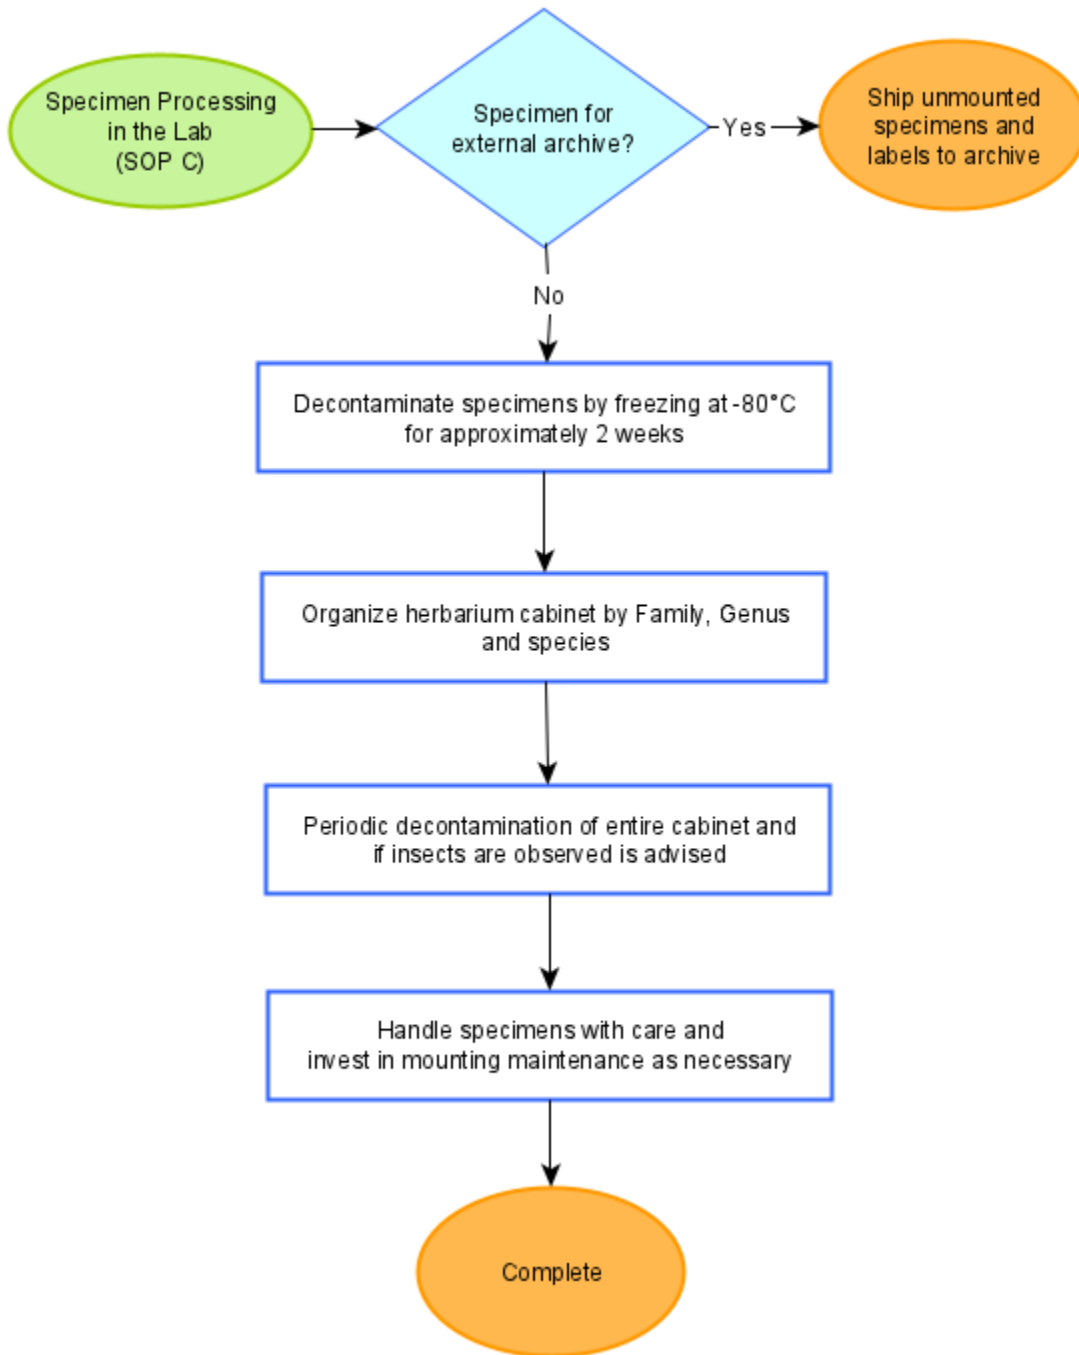 Specimen Processing
in the Lab
(SOP C)
Specimen for
external archive?
Yes
Ship unmounted
specimens and
labels to archive
No
Decontaminate specimens by freezing at -80°C
for approximately 2 weeks
Organize herbarium cabinet by Family, Genus
and species
Periodic decontamination of entire cabinet and
if insects are observed is advised
Handle specimens with care and
invest in mounting maintenance as necessary
Complete